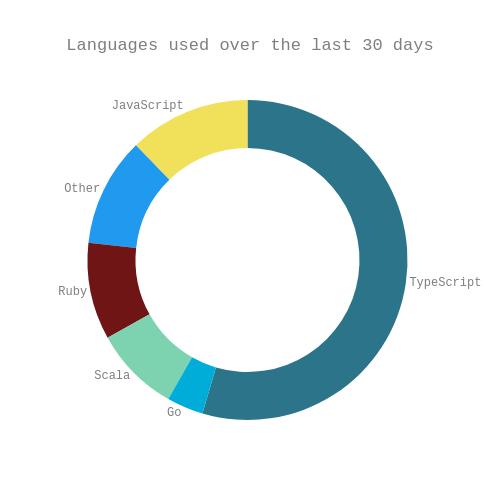 Languages used over the last 30 days
JavaScript
Other
TypeScript
Ruby
Scala
Go